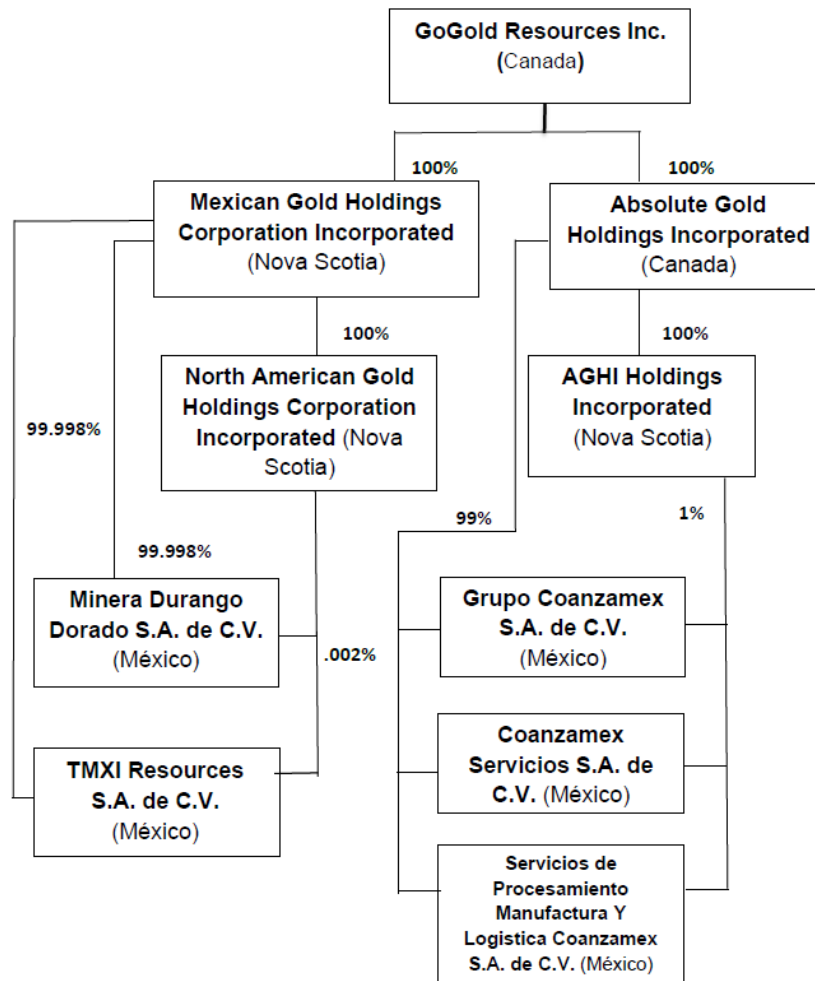 GoGold Resources Inc.
(Canada)
100%
100%
Mexican Gold Holdings
Corporation Incorporated
(Nova Scotia)
Absolute Gold
Holdings Incorporated
(Canada)
100%
100%
North American Gold
Holdings Corporation
Incorporated (Nova
Scotia)
AGHI Holdings
Incorporated
(Nova Scotia)
99.998%
99%
1%
99.998%
Minera Durango
Dorado S.A. de C.V.
(México)
.002%
Grupo Coanzamex
S.A. de C.V.
(México)
TMXI Resources
S.A. de C.V.
(México)
Coanzamex
Servicios S.A. de
C.V. (México)
Servicios de
Procesamiento
Manufactura Y
Logistica Coanzamex
S.A. de C.V. (México)